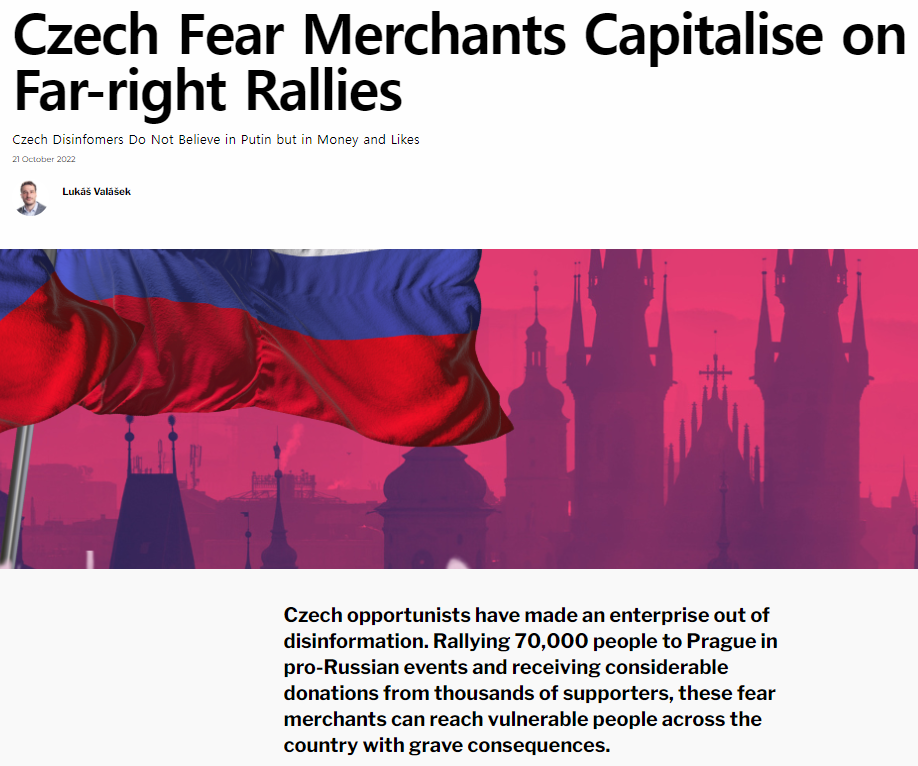 Czech Fear Merchants Capitalise on
Far-right Rallies
Czech Disinfomers Do Not Believe in Putin but in Money and Likes
21 October 2022
Lukáš Valášek
Czech opportunists have made an enterprise out of
disinformation. Rallying 70,000 people to Prague in
pro-Russian events and receiving considerable
donations from thousands of supporters, these fear
merchants can reach vulnerable people across the
country with grave consequences.